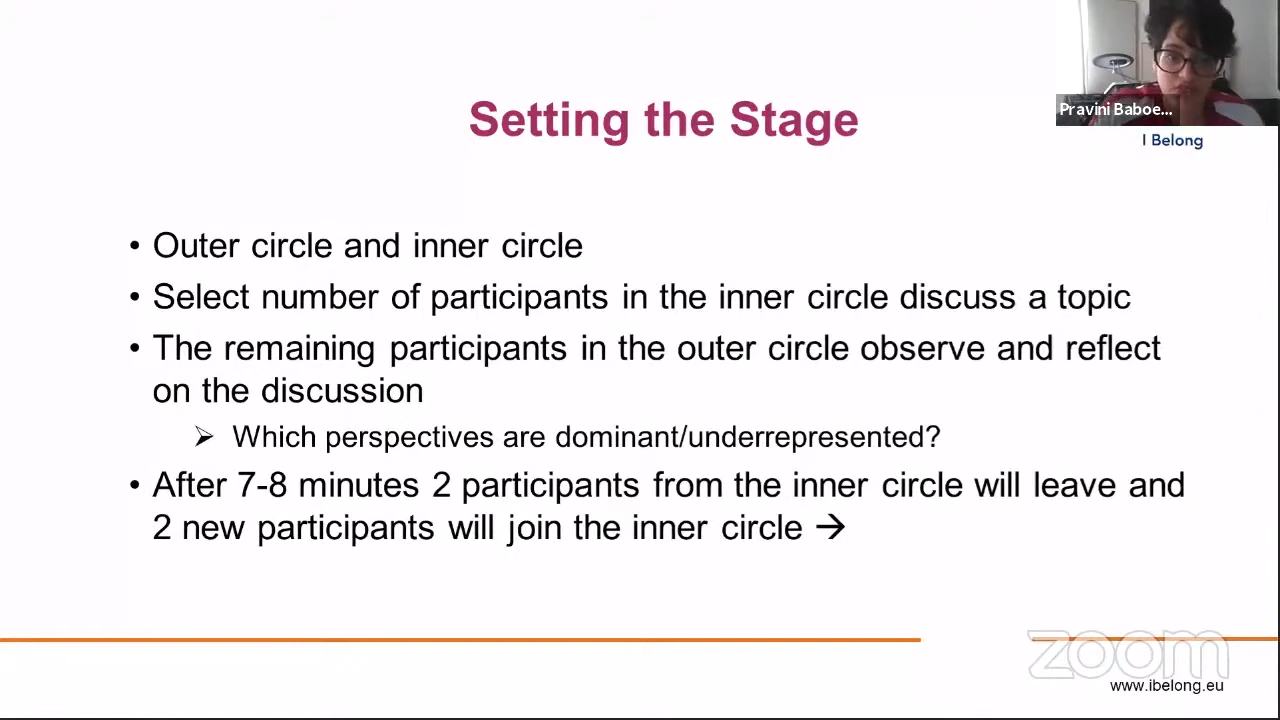 Setting the Stage
Pravini Baboe...
I Belong
• Outer circle and inner circle
• Select number of participants in the inner circle discuss a topic
• The remaining participants in the outer circle observe and reflect
on the discussion
➢ Which perspectives are dominant/underrepresented?
• After 7-8 minutes 2 participants from the inner circle will leave and
2 new participants will join the inner circle →
zoom
www.ibelong.eu